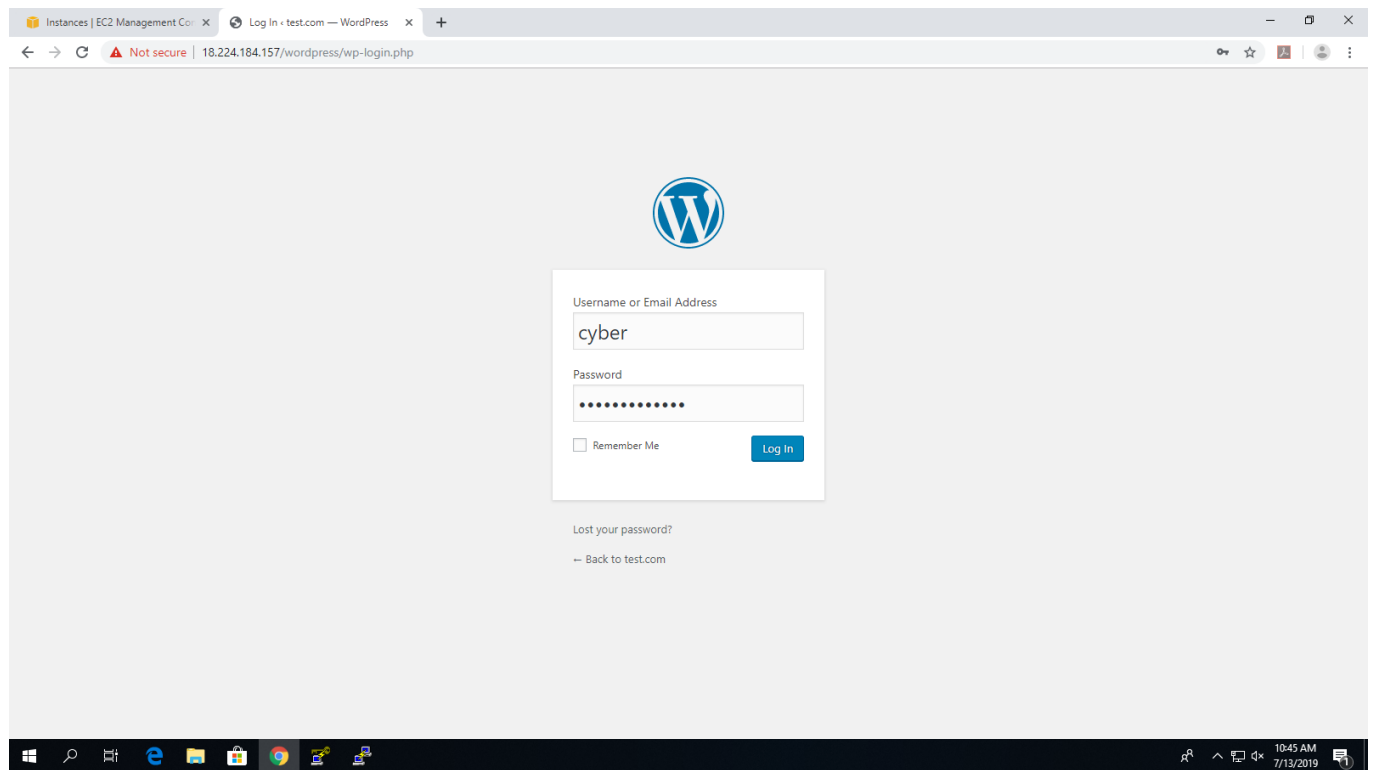 Instances | EC2 Management Co
Log In ‹ test.com — WordPress
Not secure | 18.224.184.157/wordpress/wp-login.php
Username or Email Address
cyber
Password
•••••••••••••
Remember Me
Log In
Lost your password?
← Back to test.com
10:45 AM
7/13/2019
1